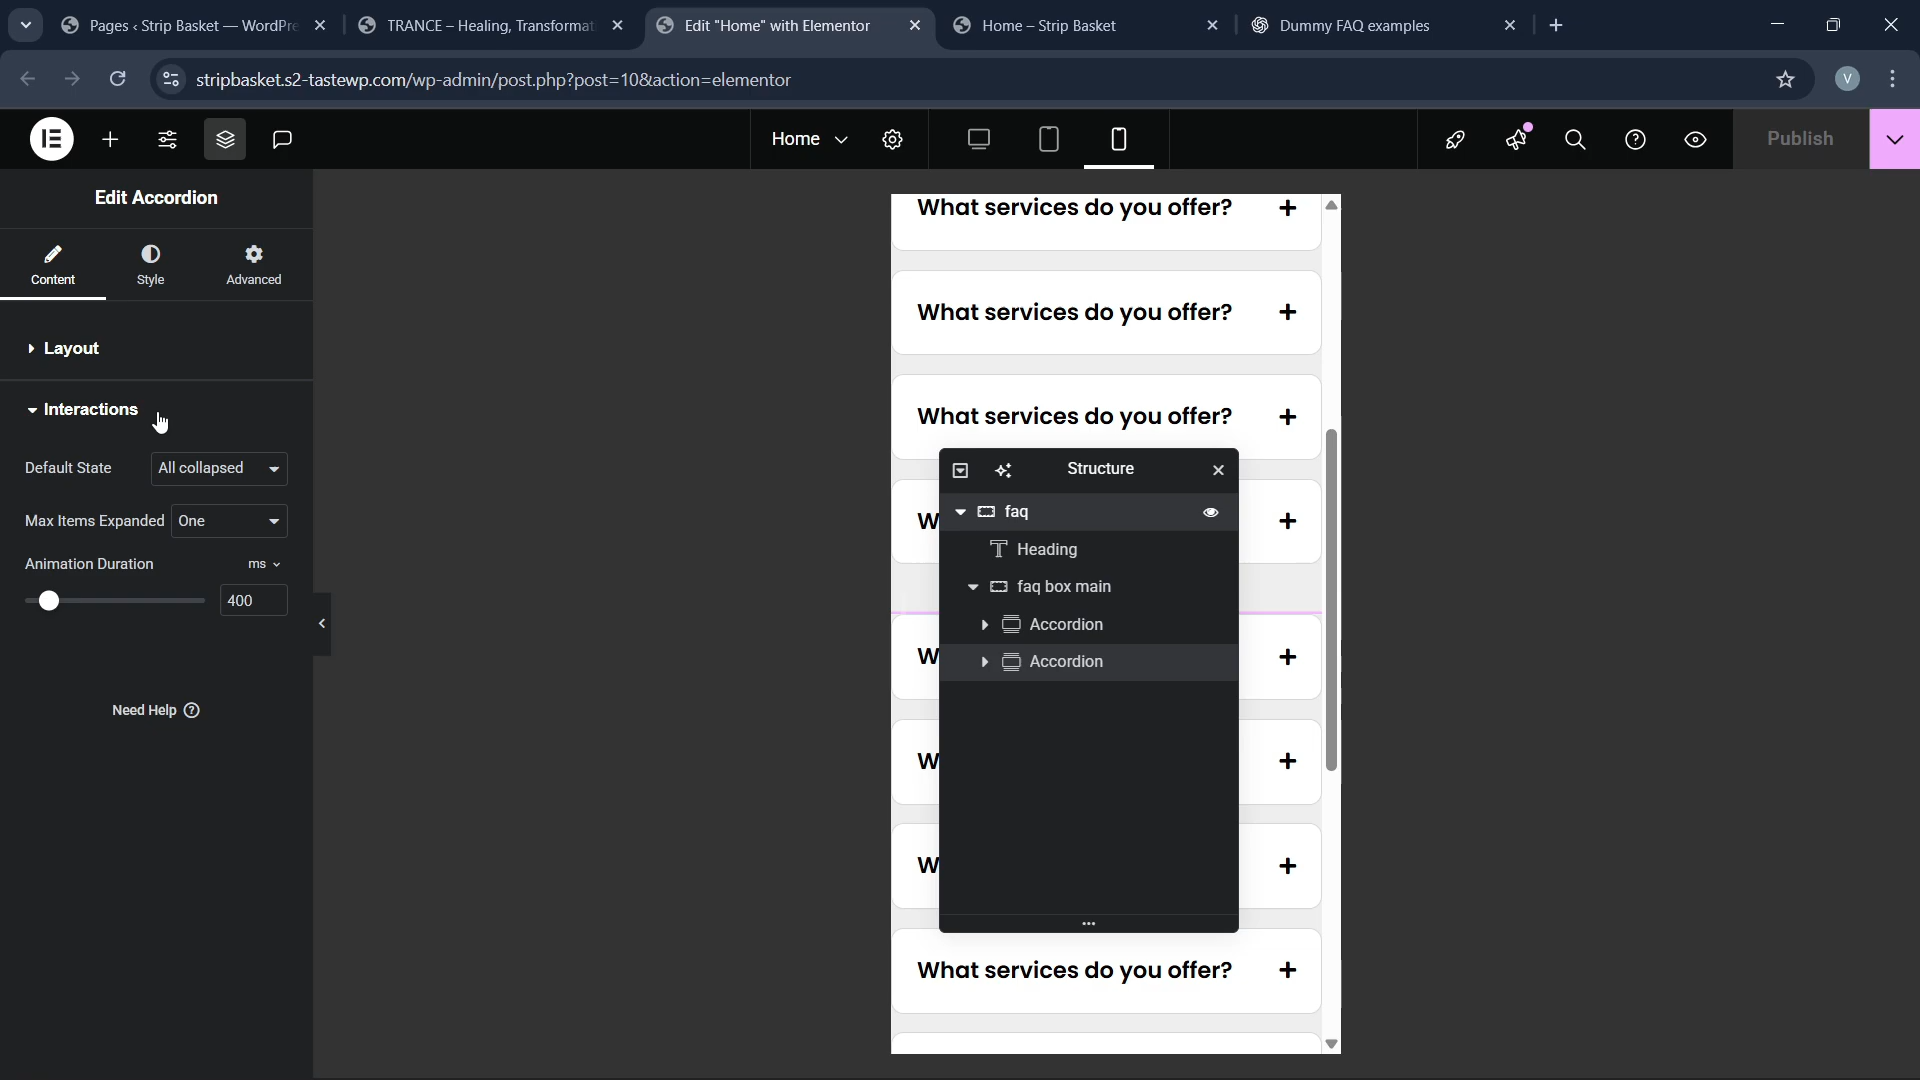 Pages ‹ Strip Basket — WordPre
TRANCE – Healing, Transformat
Edit "Home" with Elementor
Home – Strip Basket
Dummy FAQ examples
stripbasket.s2-tastewp.com/wp-admin/post.php?post=10&action=elementor
V
Home
Publish
Edit Accordion
Content
Style
Advanced
Layout
Interactions
Default State
All collapsed
Max Items Expanded
One
Animation Duration
ms
400
Need Help
What services do you offer?
What services do you offer?
What services do you offer?
W
W
W
W
What services do you offer?
Structure
faq
Heading
faq box main
Accordion
Accordion